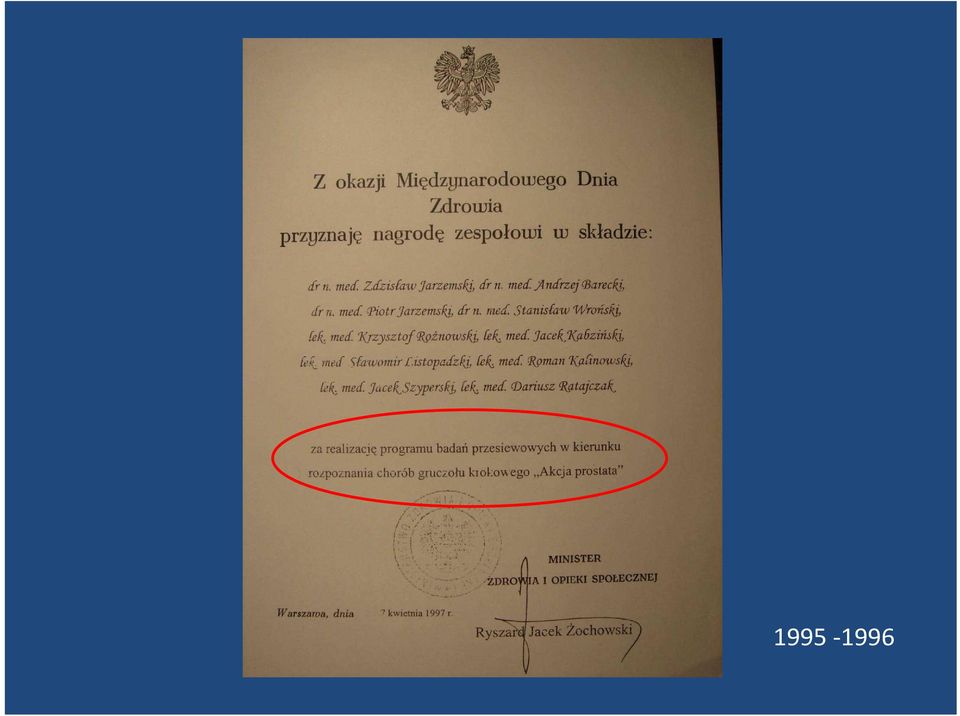 Z okazji Międzynarodowego Dnia
Zdrowia
przyznaję nagrodę zespołowi w składzie:
dr n. med. Zdzisław Jarzemski, dr n. med. Andrzej Barecki,
dr n. med. Piotr Jarzemski, dr n. med. Stanisław Wroński,
lek. med. Krzysztof Rożnowski, lek. med. Jacek Kabziński,
lek. med Sławomir Listopadzki, lek. med. Roman Kalinowski,
lek. med. Jacek Szyperski, lek. med. Dariusz Ratajczak
za realizację programu badań przesiewowych w kierunku
rozpoznania chorób gruczołu krokowego „Akcja prostata”
MINISTER
ZDROWIA I OPIEKI SPOŁECZNEJ
Warszawa, dnia 7 kwietnia 1997 r.
Ryszard Jacek Żochowski
1995 -1996